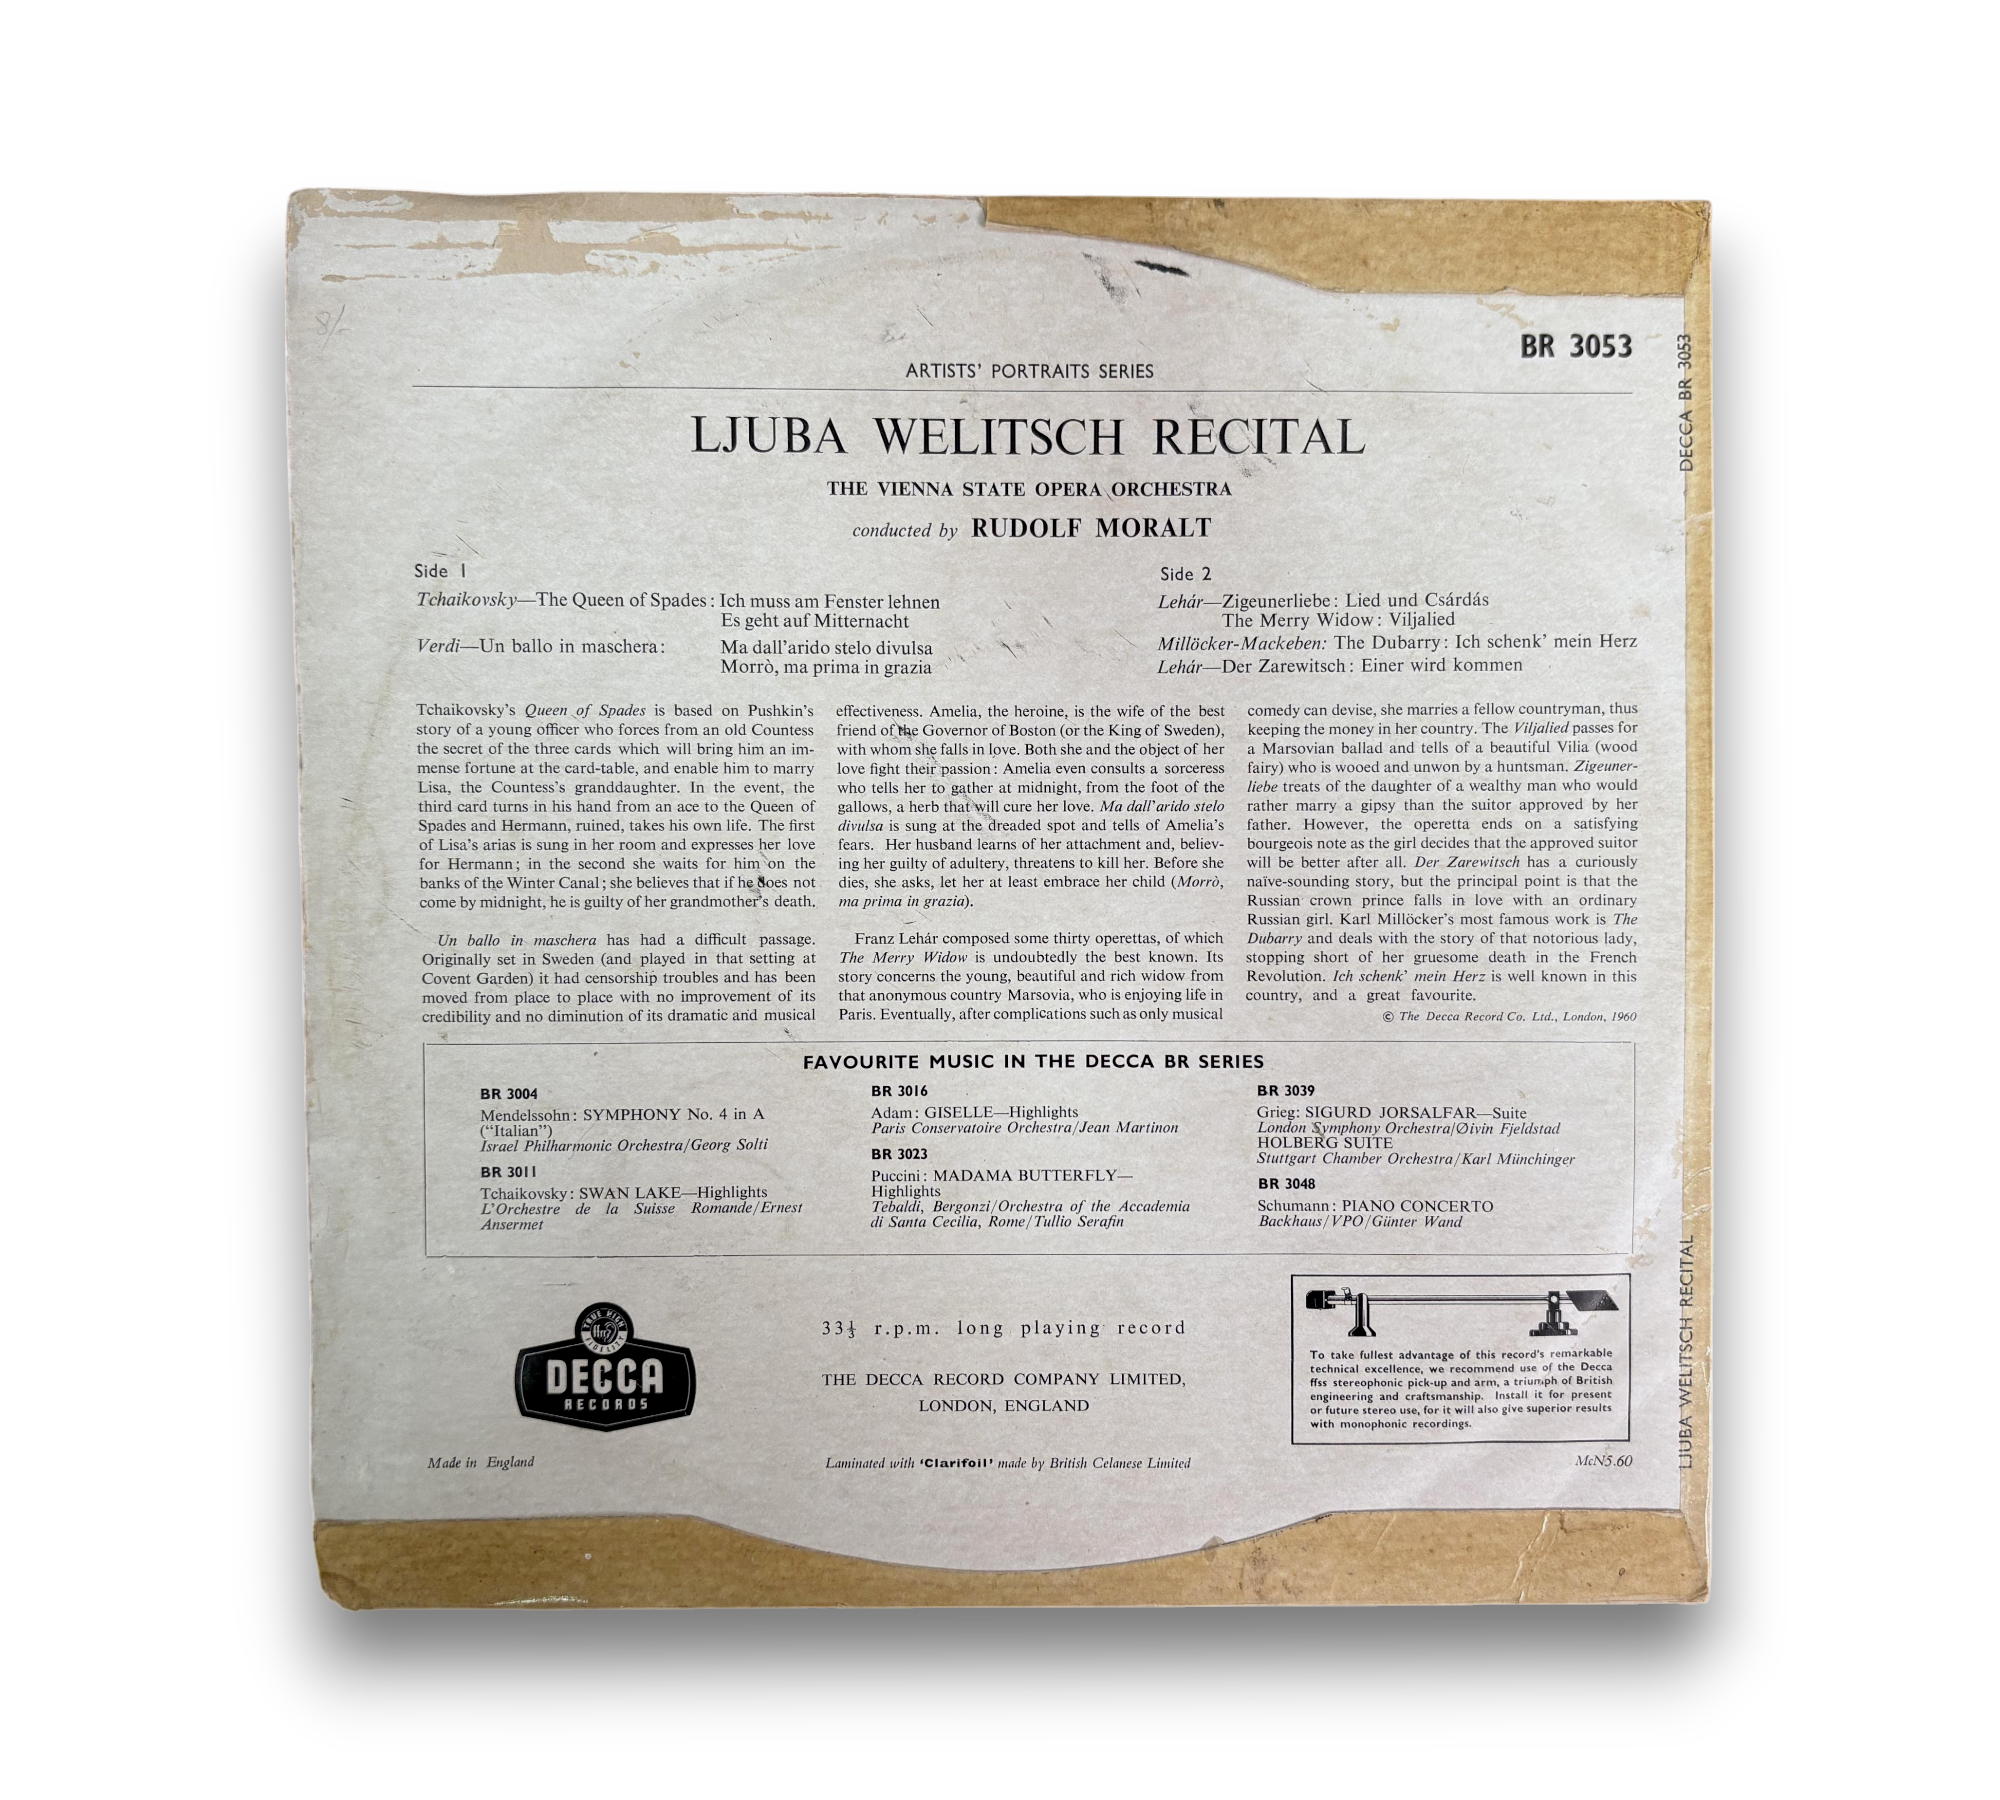 8/-
BR 3053
ARTISTS' PORTRAITS SERIES
LJUBA WELITSCH RECITAL
THE VIENNA STATE OPERA ORCHESTRA
conducted by RUDOLF MORALT
Side 1
Tchaikovsky—The Queen of Spades: Ich muss am Fenster lehnen
Es geht auf Mitternacht
Verdi—Un ballo in maschera: Ma dall'arido stelo divulsa
Morrò, ma prima in grazia
Side 2
Lehár—Zigeunerliebe: Lied und Csárdás
The Merry Widow: Viljalied
Millöcker-Mackeben: The Dubarry: Ich schenk' mein Herz
Lehár—Der Zarewitsch: Einer wird kommen
Tchaikovsky's Queen of Spades is based on Pushkin's
story of a young officer who forces from an old Countess
the secret of the three cards which will bring him an im-
mense fortune at the card-table, and enable him to marry
Lisa, the Countess's granddaughter. In the event, the
third card turns in his hand from an ace to the Queen of
Spades and Hermann, ruined, takes his own life. The first
of Lisa's arias is sung in her room and expresses her love
for Hermann; in the second she waits for him on the
banks of the Winter Canal; she believes that if he does not
come by midnight, he is guilty of her grandmother's death.
Un ballo in maschera has had a difficult passage.
Originally set in Sweden (and played in that setting at
Covent Garden) it had censorship troubles and has been
moved from place to place with no improvement of its
credibility and no diminution of its dramatic and musical
effectiveness. Amelia, the heroine, is the wife of the best
friend of the Governor of Boston (or the King of Sweden),
with whom she falls in love. Both she and the object of her
love fight their passion: Amelia even consults a sorceress
who tells her to gather at midnight, from the foot of the
gallows, a herb that will cure her love. Ma dall'arido stelo
divulsa is sung at the dreaded spot and tells of Amelia's
fears. Her husband learns of her attachment and, believ-
ing her guilty of adultery, threatens to kill her. Before she
dies, she asks, let her at least embrace her child (Morrò,
ma prima in grazia).
Franz Lehár composed some thirty operettas, of which
The Merry Widow is undoubtedly the best known. Its
story concerns the young, beautiful and rich widow from
that anonymous country Marsovia, who is enjoying life in
Paris. Eventually, after complications such as only musical
comedy can devise, she marries a fellow countryman, thus
keeping the money in her country. The Viljalied passes for
a Marsovian ballad and tells of a beautiful Vilia (wood
fairy) who is wooed and unwon by a huntsman. Zigeuner-
liebe treats of the daughter of a wealthy man who would
rather marry a gipsy than the suitor approved by her
father. However, the operetta ends on a satisfying
bourgeois note as the girl decides that the approved suitor
will be better after all. Der Zarewitsch has a curiously
naïve-sounding story, but the principal point is that the
Russian crown prince falls in love with an ordinary
Russian girl. Karl Millöcker's most famous work is The
Dubarry and deals with the story of that notorious lady,
stopping short of her gruesome death in the French
Revolution. Ich schenk' mein Herz is well known in this
country, and a great favourite.
© The Decca Record Co. Ltd., London, 1960
FAVOURITE MUSIC IN THE DECCA BR SERIES
BR 3004
Mendelssohn: SYMPHONY No. 4 in A
("Italian")
Israel Philharmonic Orchestra/Georg Solti
BR 3011
Tchaikovsky: SWAN LAKE—Highlights
L'Orchestre de la Suisse Romande/Ernest
Ansermet
BR 3016
Adam: GISELLE—Highlights
Paris Conservatoire Orchestra/Jean Martinon
BR 3023
Puccini: MADAMA BUTTERFLY—
Highlights
Tebaldi, Bergonzi/Orchestra of the Accademia
di Santa Cecilia, Rome/Tullio Serafin
BR 3039
Grieg: SIGURD JORSALFAR—Suite
London Symphony Orchestra/Øivin Fjeldstad
HOLBERG SUITE
Stuttgart Chamber Orchestra/Karl Münchinger
BR 3048
Schumann: PIANO CONCERTO
Backhaus/VPO/Günter Wand
TRUE HIGH FIDELITY
ffrr
DECCA
RECORDS
33⅓ r.p.m. long playing record
THE DECCA RECORD COMPANY LIMITED,
LONDON, ENGLAND
To take fullest advantage of this record's remarkable
technical excellence, we recommend use of the Decca
ffss stereophonic pick-up and arm, a triumph of British
engineering and craftsmanship. Install it for present
or future stereo use, for it will also give superior results
with monophonic recordings.
Made in England
Laminated with 'Clarifoil' made by British Celanese Limited
McN5.60
DECCA BR 3053
LJUBA WELITSCH RECITAL